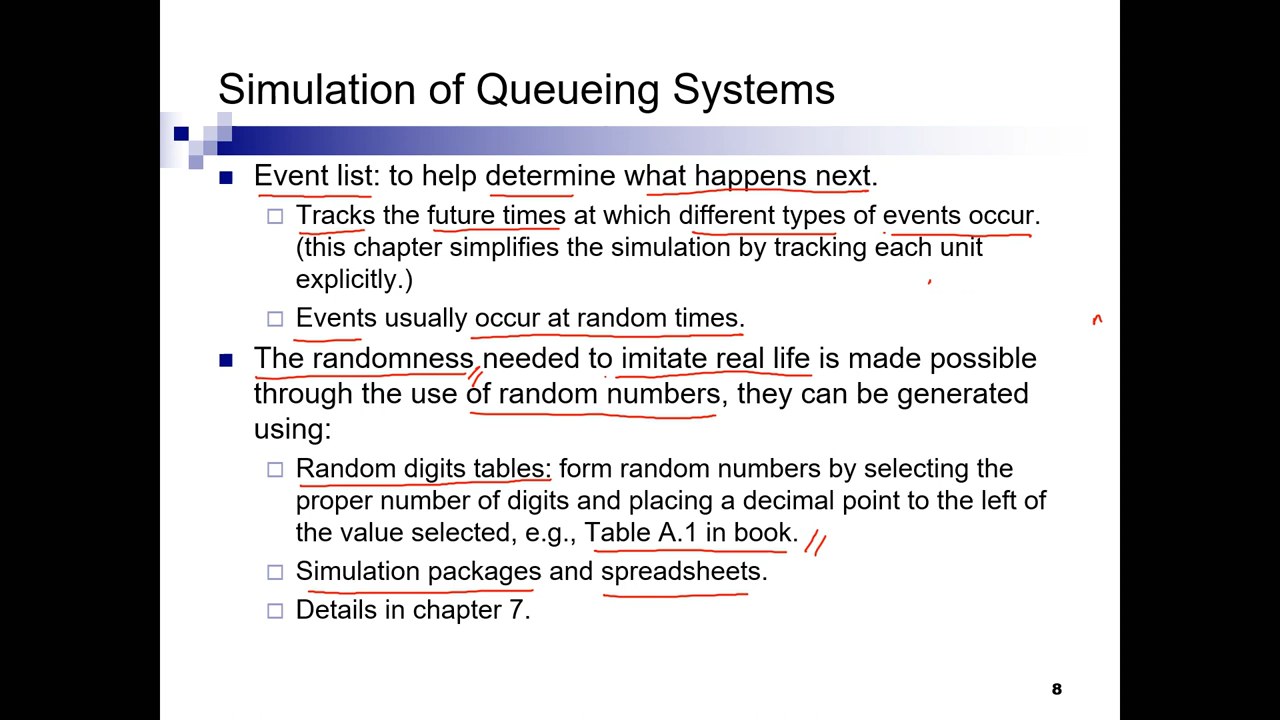 Simulation of Queueing Systems
Event list: to help determine what happens next.
Tracks the future times at which different types of events occur.
(this chapter simplifies the simulation by tracking each unit
explicitly.)
Events usually occur at random times.
The randomness needed to imitate real life is made possible
through the use of random numbers, they can be generated
using:
Random digits tables: form random numbers by selecting the
proper number of digits and placing a decimal point to the left of
the value selected, e.g., Table A.1 in book.
Simulation packages and spreadsheets.
Details in chapter 7.
8